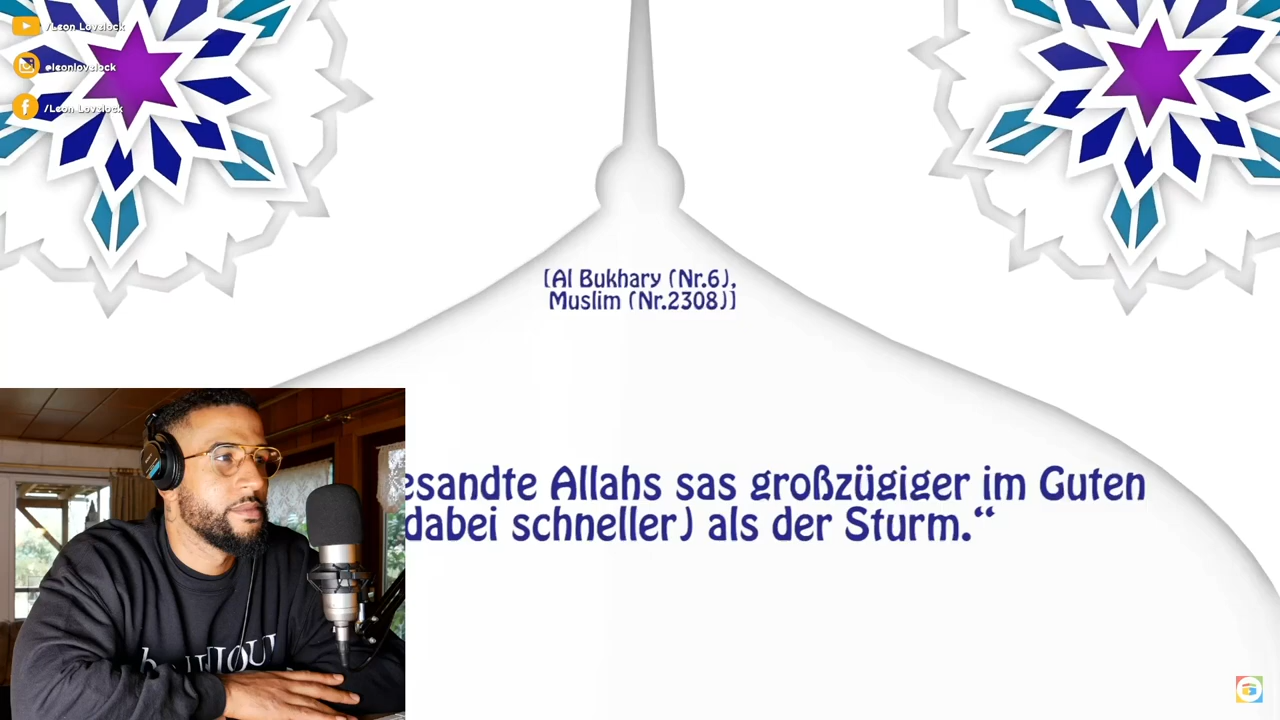 /Leon Lovelock
@leonlovelock
/Leon Lovelock
[Al Bukhary (Nr.6),
Muslim (Nr.2308)]
esandte Allahs sas großzügiger im Guten
dabei schneller) als der Sturm.“